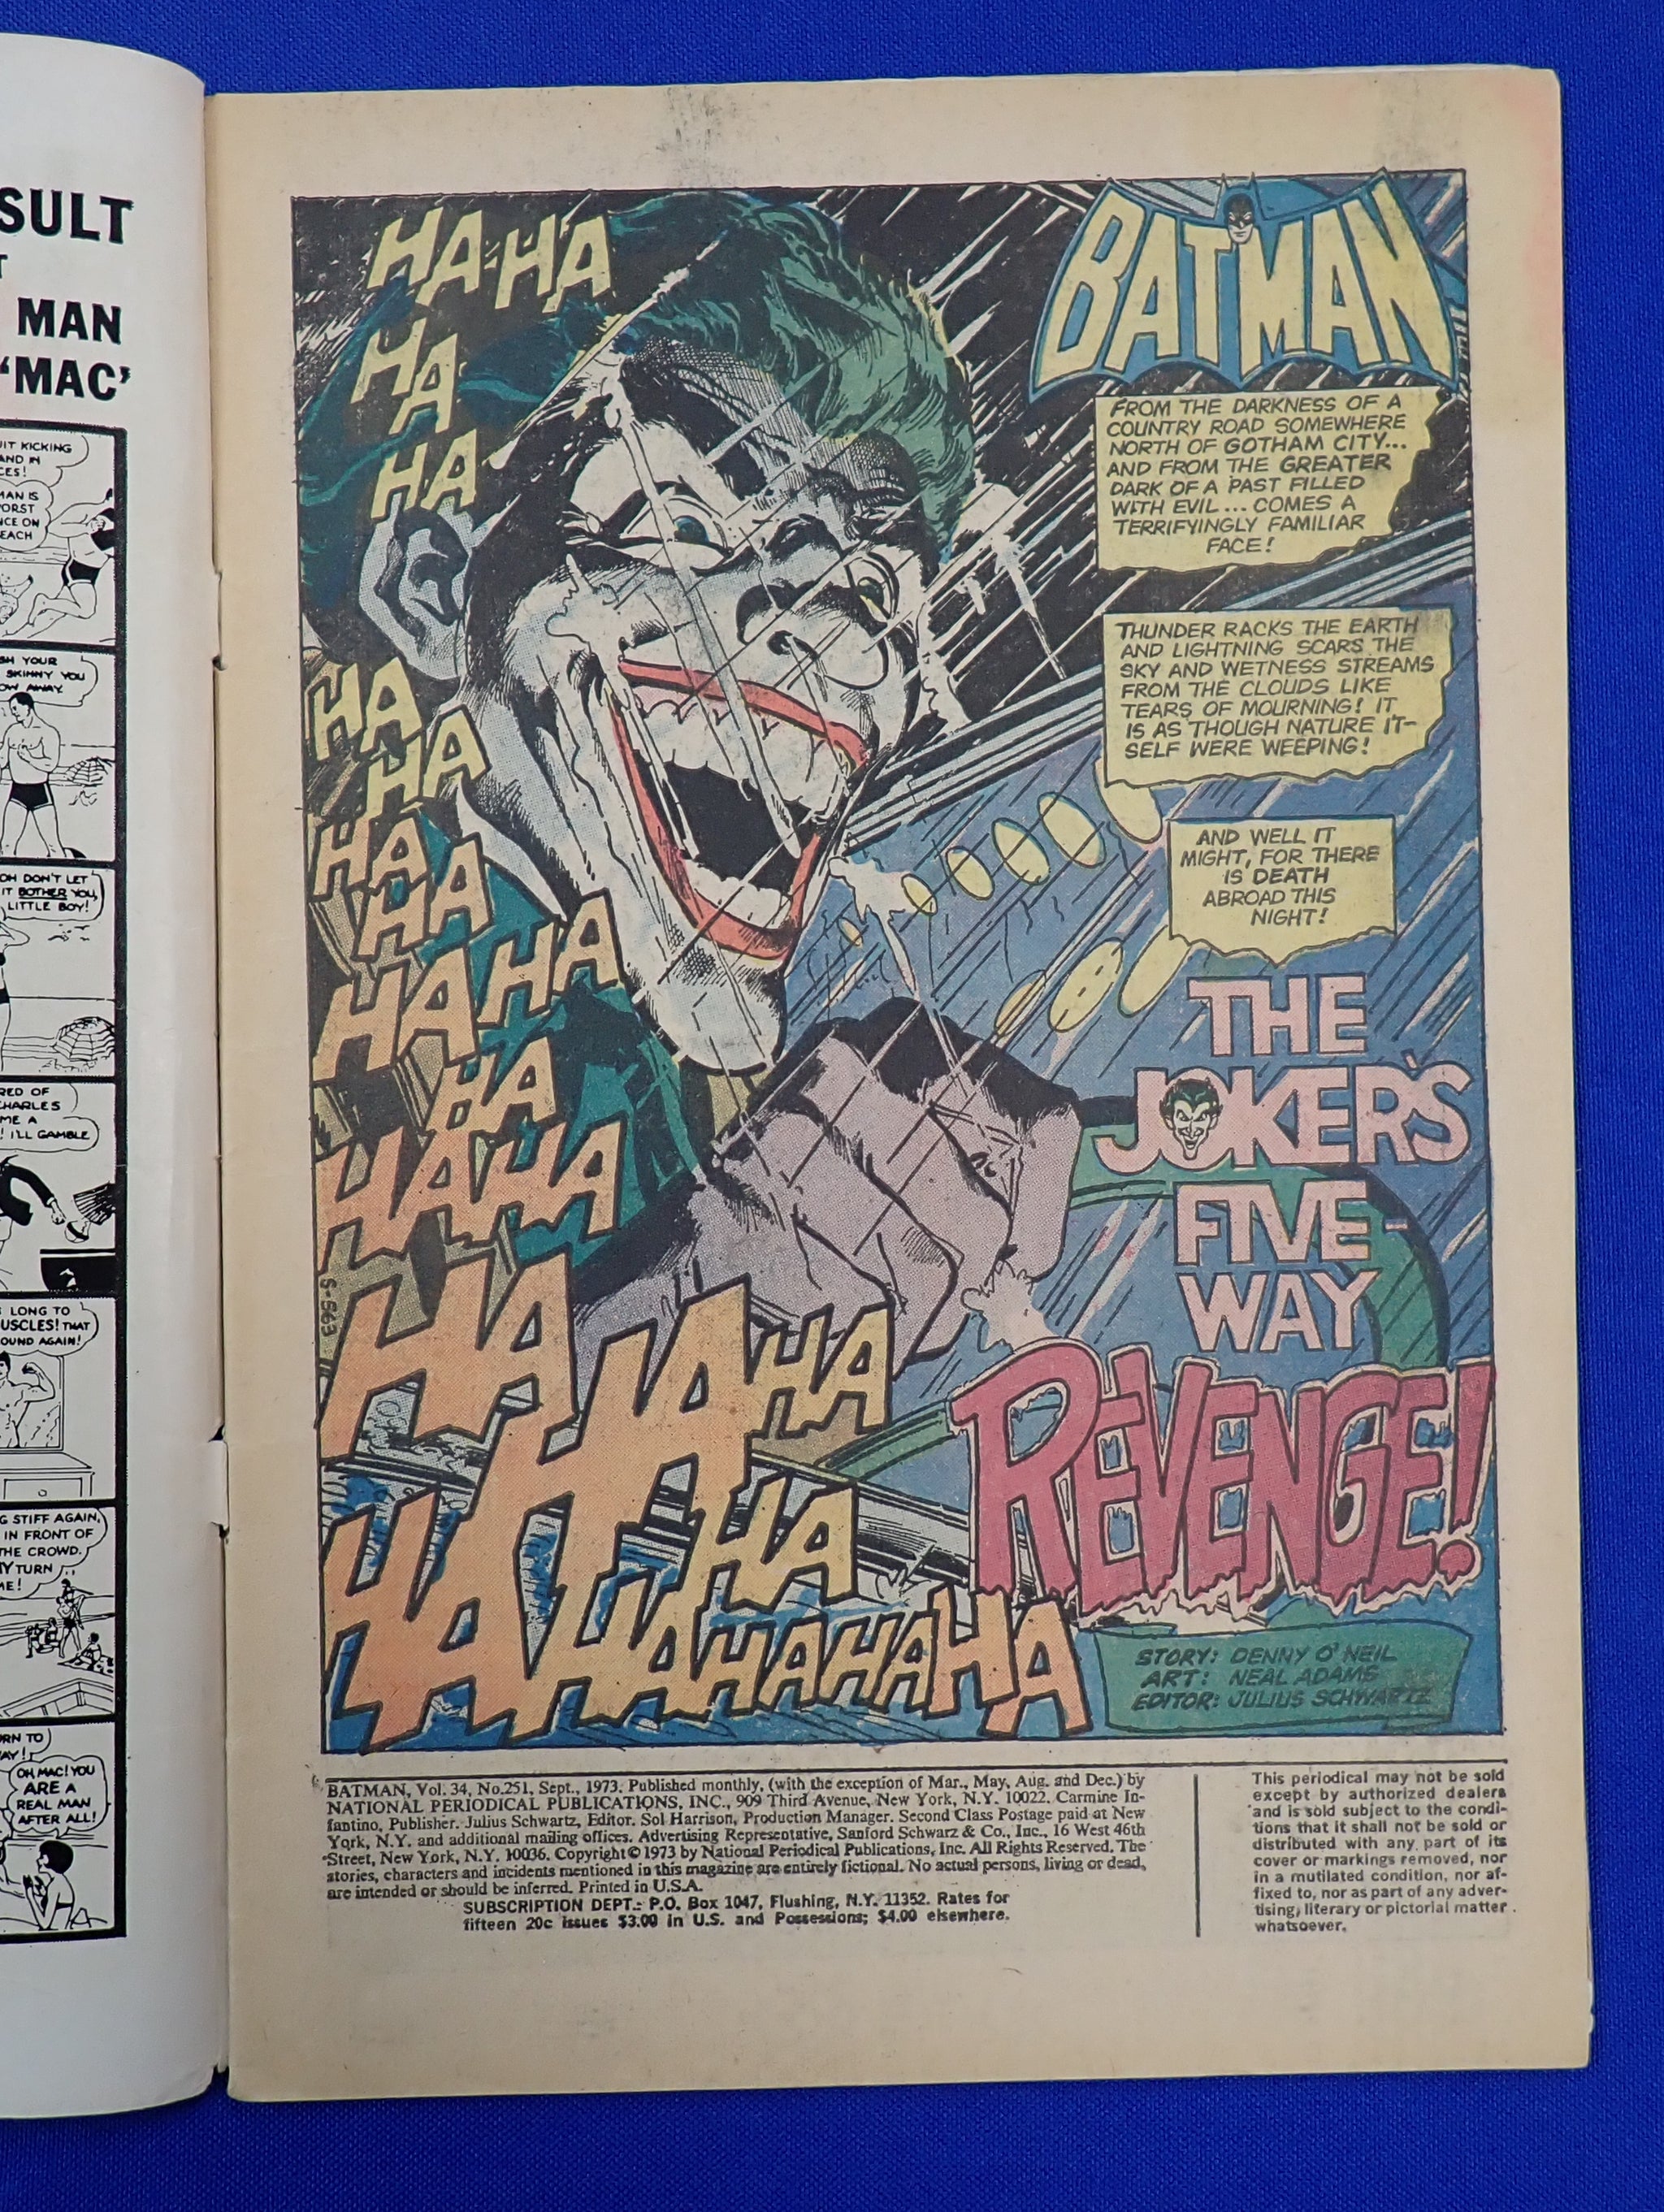 SULT
T
MAN
'MAC'
UIT KICKING
AND IN
CES!
MAN IS
WORST
NCE ON
EACH
SH YOUR
SKINNY YOU
OW AWAY.
OH DON'T LET
IT BOTHER YOU,
LITTLE BOY!
RED OF
CHARLES
ME A
! I'LL GAMBLE
LONG TO
USCLES! THAT
OUND AGAIN!
G STIFF AGAIN,
IN FRONT OF
THE CROWD.
MY TURN
ME!
RN TO
AY!
OH, MAC! YOU
ARE A
REAL MAN
AFTER ALL!
HA-HA
HA
HA
HA
HA
HA
HA
HA
HAHA
HA
HAHA
HA HAHA
HA HA
HAHAHAHAHA
S-563
BATMAN
FROM THE DARKNESS OF A
COUNTRY ROAD SOMEWHERE
NORTH OF GOTHAM CITY...
AND FROM THE GREATER
DARK OF A PAST FILLED
WITH EVIL... COMES A
TERRIFYINGLY FAMILIAR
FACE!
THUNDER RACKS THE EARTH
AND LIGHTNING SCARS THE
SKY AND WETNESS STREAMS
FROM THE CLOUDS LIKE
TEARS OF MOURNING! IT
IS AS THOUGH NATURE IT-
SELF WERE WEEPING!
AND WELL IT
MIGHT, FOR THERE
IS DEATH
ABROAD THIS
NIGHT!
THE
JOKER'S
FIVE-
WAY
REVENGE!
STORY: DENNY O'NEIL
ART: NEAL ADAMS
EDITOR: JULIUS SCHWARTZ
BATMAN, Vol. 34, No.251, Sept., 1973. Published monthly, (with the exception of Mar., May, Aug. and Dec.) by
NATIONAL PERIODICAL PUBLICATIONS, INC., 909 Third Avenue, New York, N.Y. 10022. Carmine In-
fantino, Publisher. Julius Schwartz, Editor. Sol Harrison, Production Manager. Second Class Postage paid at New
York, N.Y. and additional mailing offices. Advertising Representative, Sanford Schwarz & Co., Inc., 16 West 46th
Street, New York, N.Y. 10036. Copyright © 1973 by National Periodical Publications, Inc. All Rights Reserved. The
stories, characters and incidents mentioned in this magazine are entirely fictional. No actual persons, living or dead,
are intended or should be inferred. Printed in U.S.A.
SUBSCRIPTION DEPT.: P.O. Box 1047, Flushing, N.Y. 11352. Rates for
fifteen 20c issues $3.00 in U.S. and Possessions; $4.00 elsewhere.
This periodical may not be sold
except by authorized dealers
and is sold subject to the condi-
tions that it shall not be sold or
distributed with any part of its
cover or markings removed, nor
in a mutilated condition, nor af-
fixed to, nor as part of any adver-
tising, literary or pictorial matter
whatsoever.